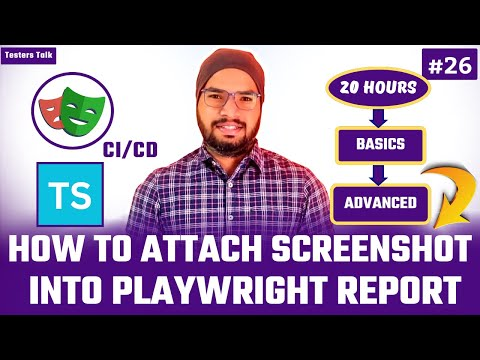 Testers Talk
#26
CI/CD
TS
20 HOURS
BASICS
ADVANCED
HOW TO ATTACH SCREENSHOT
INTO PLAYWRIGHT REPORT